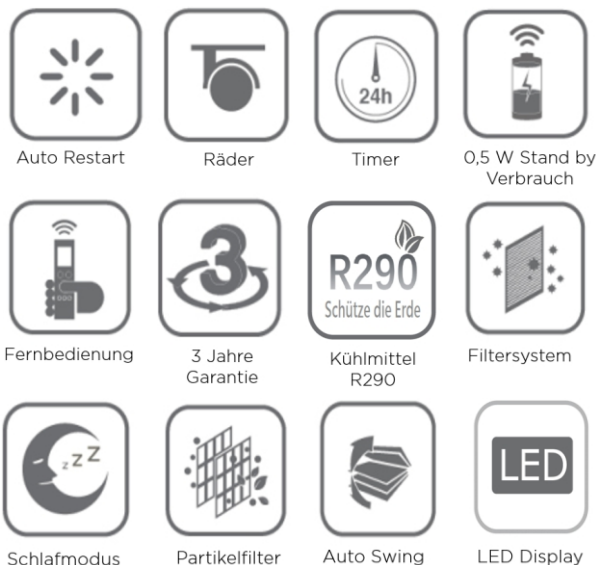 24h
Auto Restart
Räder
Timer
0,5 W Stand by
Verbrauch
3
R290
Schütze die Erde
Fernbedienung
3 Jahre
Garantie
Kühlmittel
R290
Filtersystem
zzZ
LED
Schlafmodus
Partikelfilter
Auto Swing
LED Display